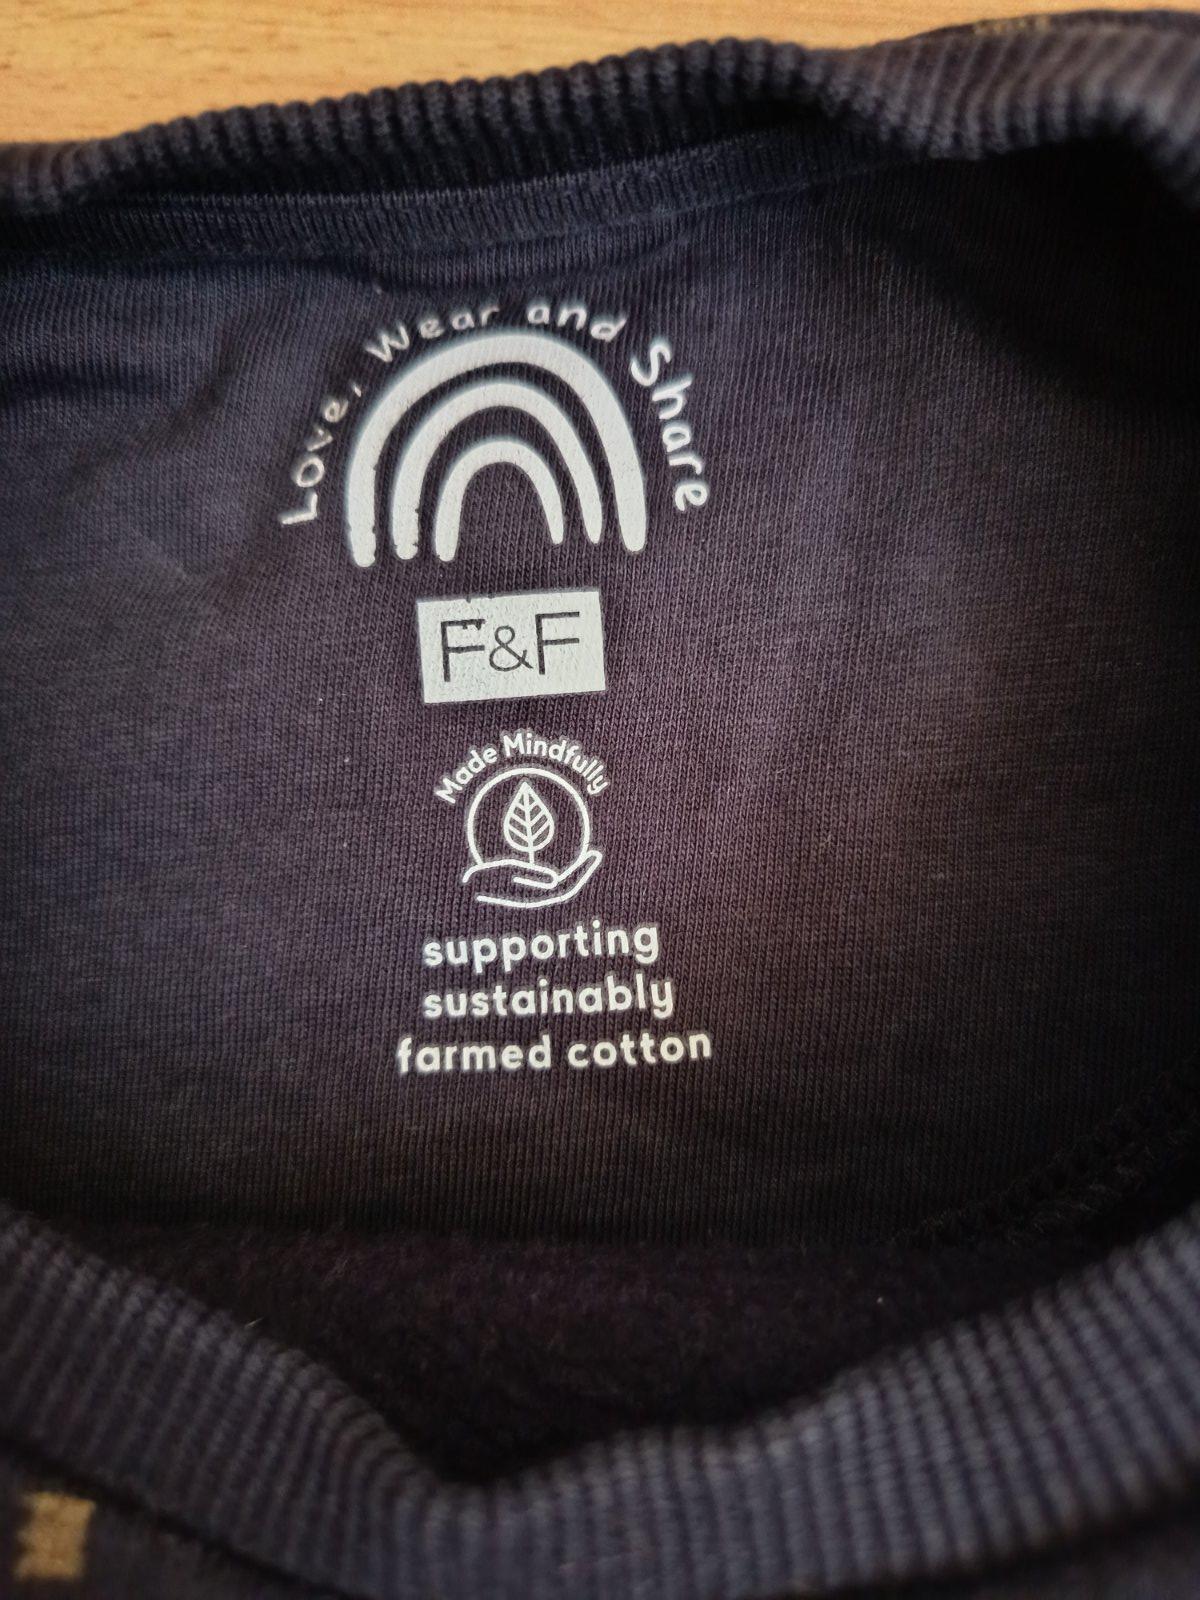 Love, Wear and Share
F&F
Made Mindfully
supporting
sustainably
farmed cotton